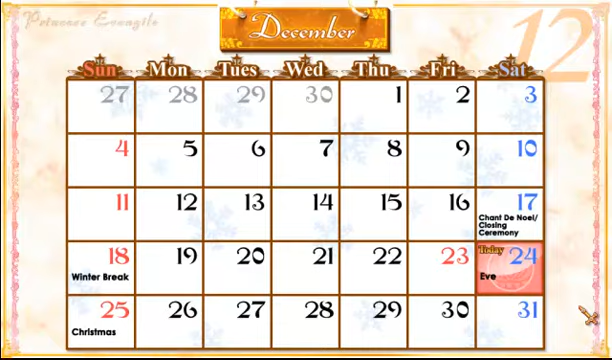 Princess Evangile
December
12
Sun Mon Tues Wed Thu Fri Sat
27 28 29 30 1 2 3
4 5 6 7 8 9 10
11 12 13 14 15 16 17
Chant De Noel/
Closing
Ceremony
18 19 20 21 22 23 Today 24
Winter Break Eve
25 26 27 28 29 30 31
Christmas